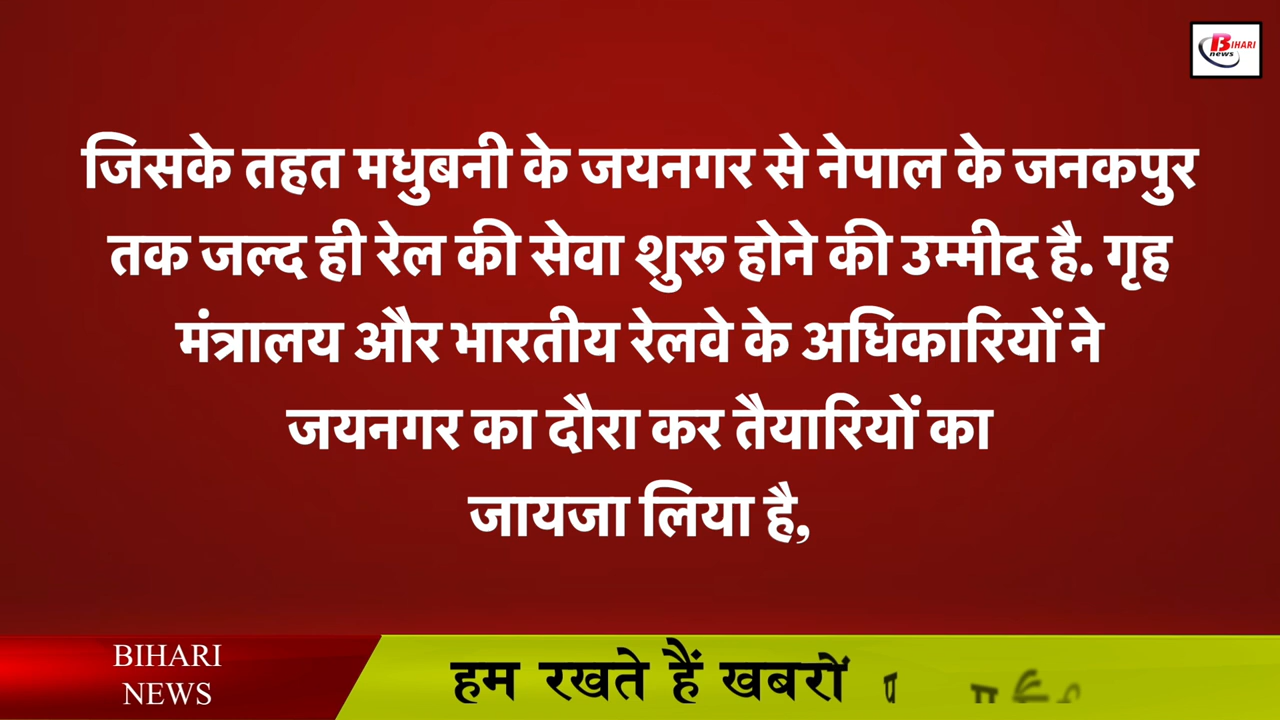 BIHARI
news
जिसके तहत मधुबनी के जयनगर से नेपाल के जनकपुर
तक जल्द ही रेल की सेवा शुरू होने की उम्मीद है. गृह
मंत्रालय और भारतीय रेलवे के अधिकारियों ने
जयनगर का दौरा कर तैयारियों का
जायजा लिया है,
BIHARI
NEWS
हम रखते हैं खबरों